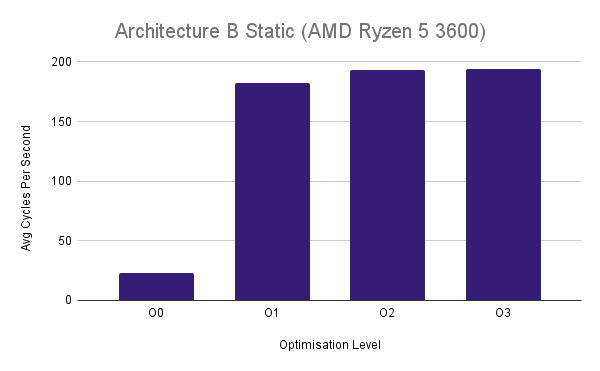 Architecture B Static (AMD Ryzen 5 3600)
200
150
100
50
0
Avg Cycles Per Second
O0
O1
O2
O3
Optimisation Level